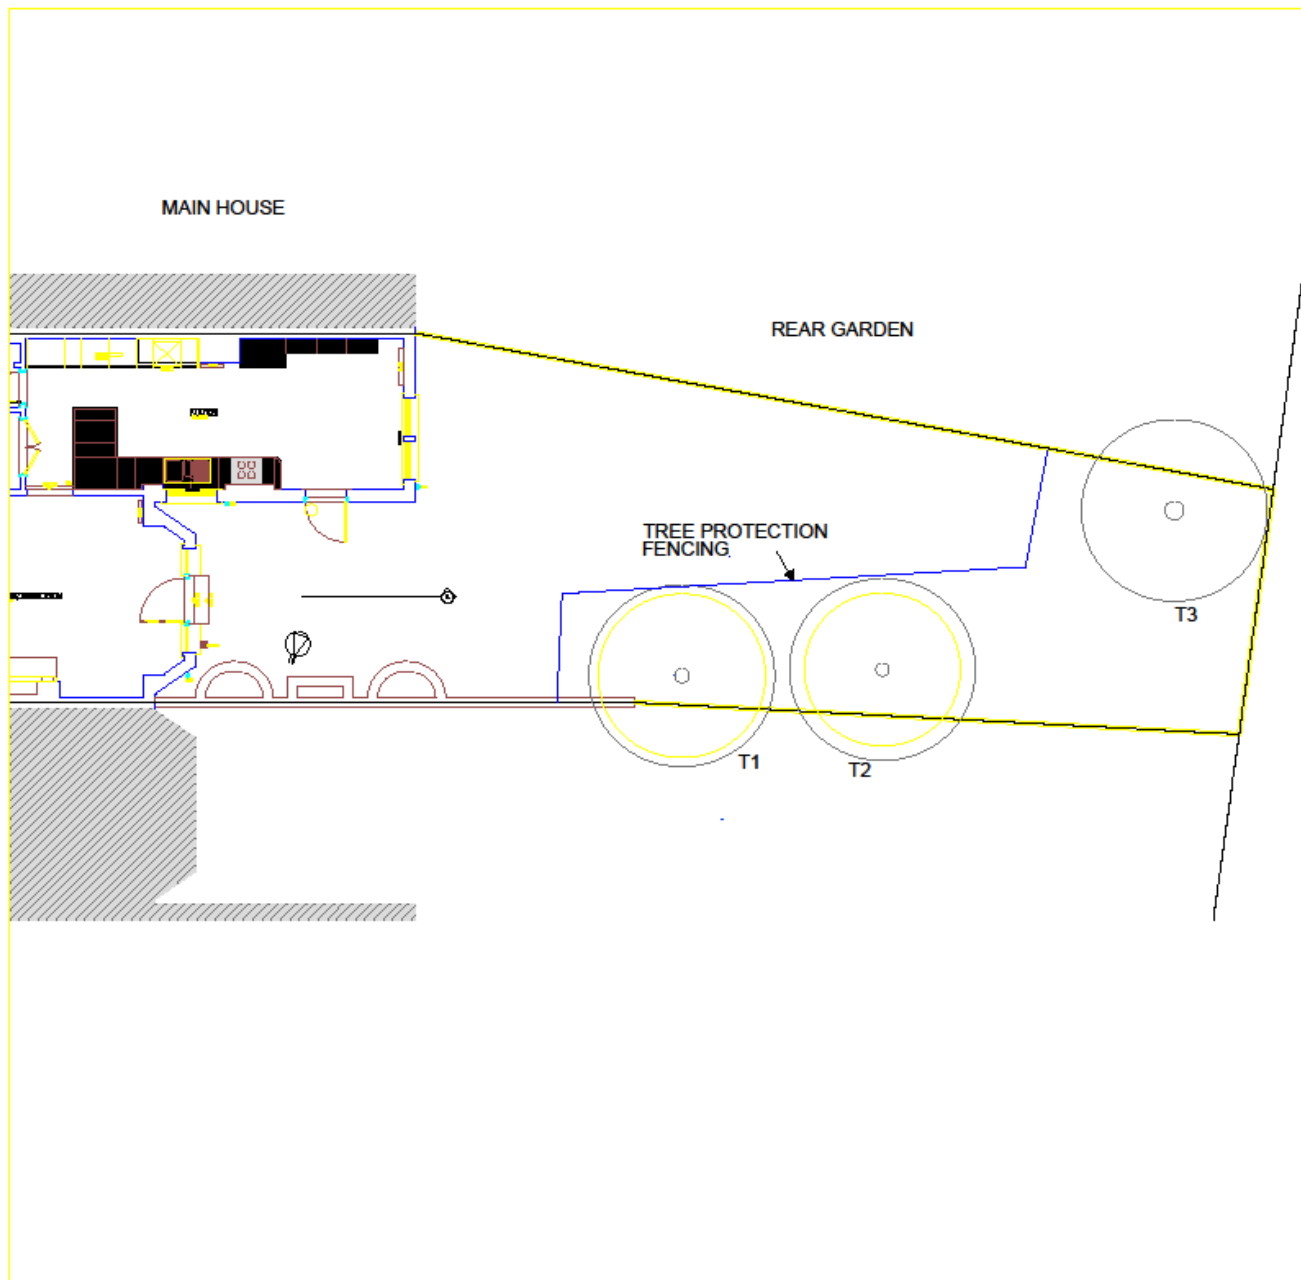 MAIN HOUSE
REAR GARDEN
TREE PROTECTION
FENCING
T3
T1
T2